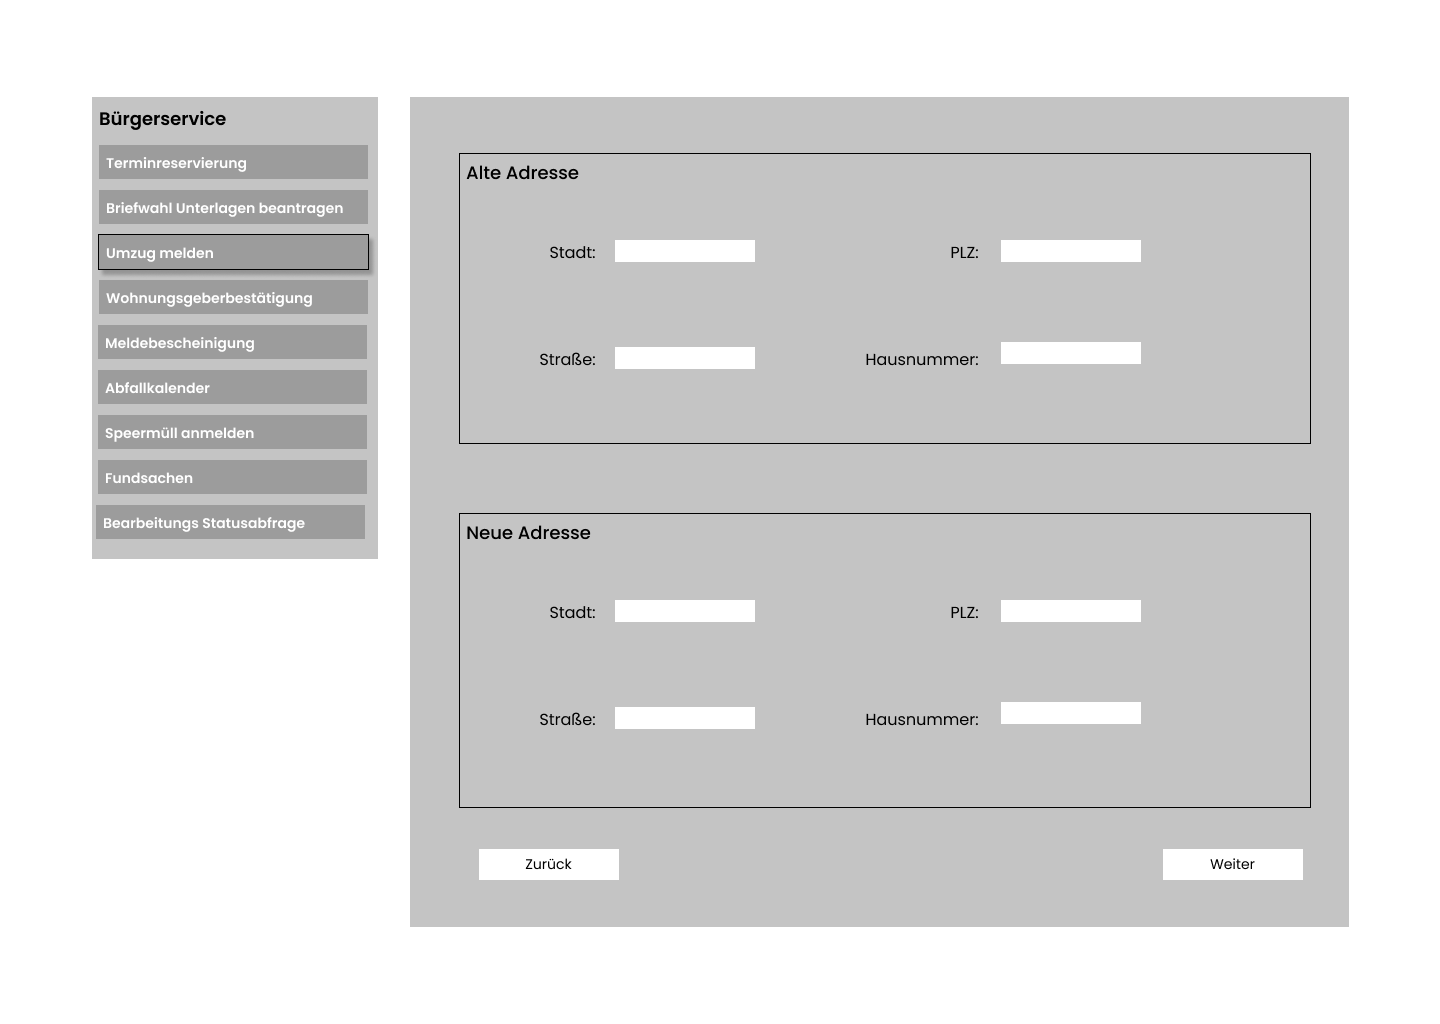 Bürgerservice
Terminreservierung
Briefwahl Unterlagen beantragen
Umzug melden
Wohnungsgeberbestätigung
Meldebescheinigung
Abfallkalender
Speermüll anmelden
Fundsachen
Bearbeitungs Statusabfrage
Alte Adresse
Stadt: PLZ:
Straße: Hausnummer:
Neue Adresse
Stadt: PLZ:
Straße: Hausnummer:
Zurück Weiter